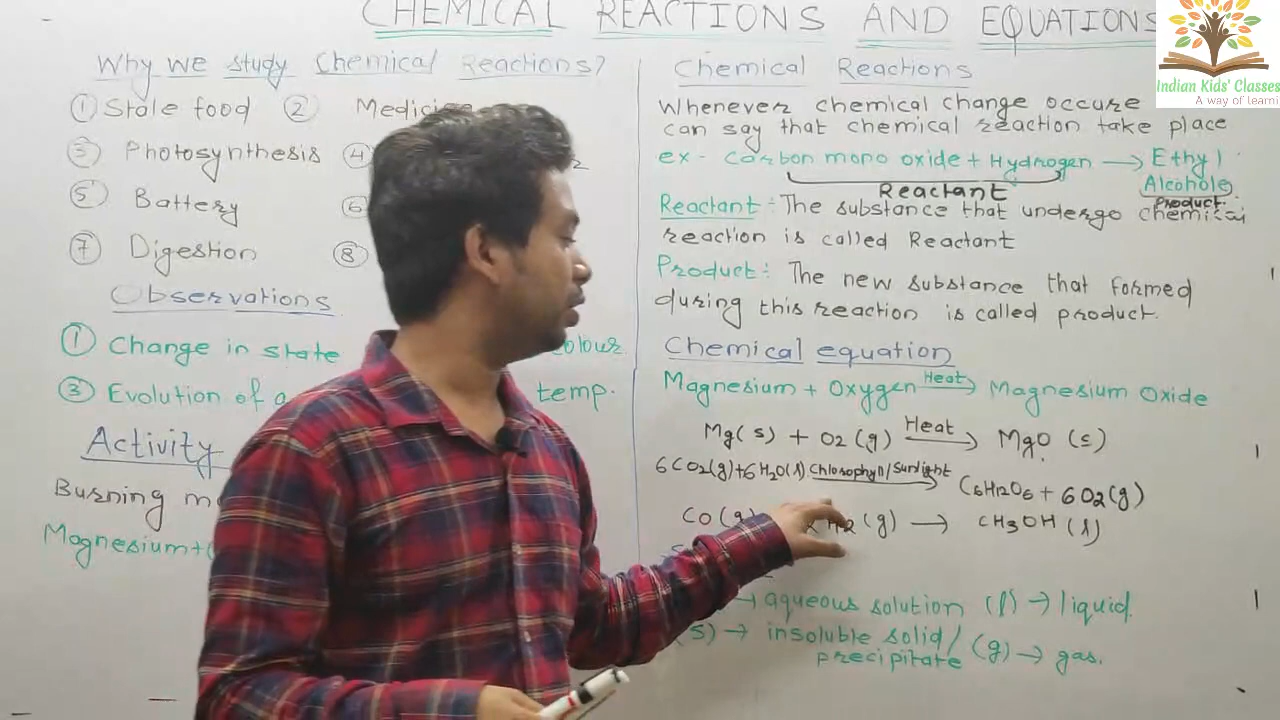 CHEMICAL REACTIONS AND EQUATIONS
Indian Kids' Classes
A way of learni
Why we study Chemical Reactions?
① Stale food ②
③ Photosynthesis ④
⑤ Battery ⑥
⑦ Digestion ⑧
Observations
① Change in state colour
③ Evolution of temp.
Activity
Burning
Magnesium+
Chemical Reactions
Whenever chemical change occure
can say that chemical reaction take place
ex - Carbon mono oxide + Hydrogen → Ethyl
Alcohole
Reactant
Product
Reactant : The substance that undergo chemical
reaction is called Reactant
Product : The new substance that formed
during this reaction is called product.
Chemical equation
Magnesium + Oxygen Heat→ Magnesium Oxide
Mg(s) + O2(g) Heat→ MgO (s)
6CO2(g)+6H2O(l) Chlorophyll/Sunlight→ C6H12O6 + 6O2(g)
CO(g) 2H2(g) → CH3OH(l)
→ aqueous solution (l) → liquid.
(s) → insoluble solid/
precipitate (g) → gas.